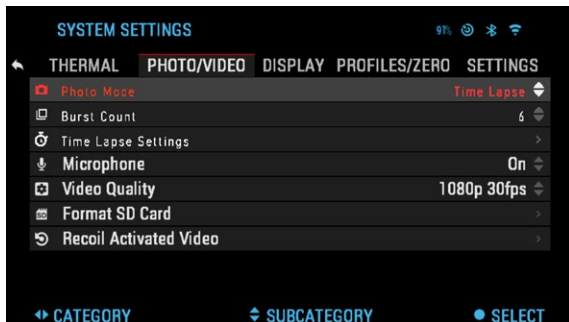 SYSTEM SETTINGS 91%
THERMAL PHOTO/VIDEO DISPLAY PROFILES/ZERO SETTINGS
Photo Mode Time Lapse
Burst Count 6
Time Lapse Settings
Microphone On
Video Quality 1080p 30fps
Format SD Card
Recoil Activated Video
CATEGORY SUBCATEGORY SELECT